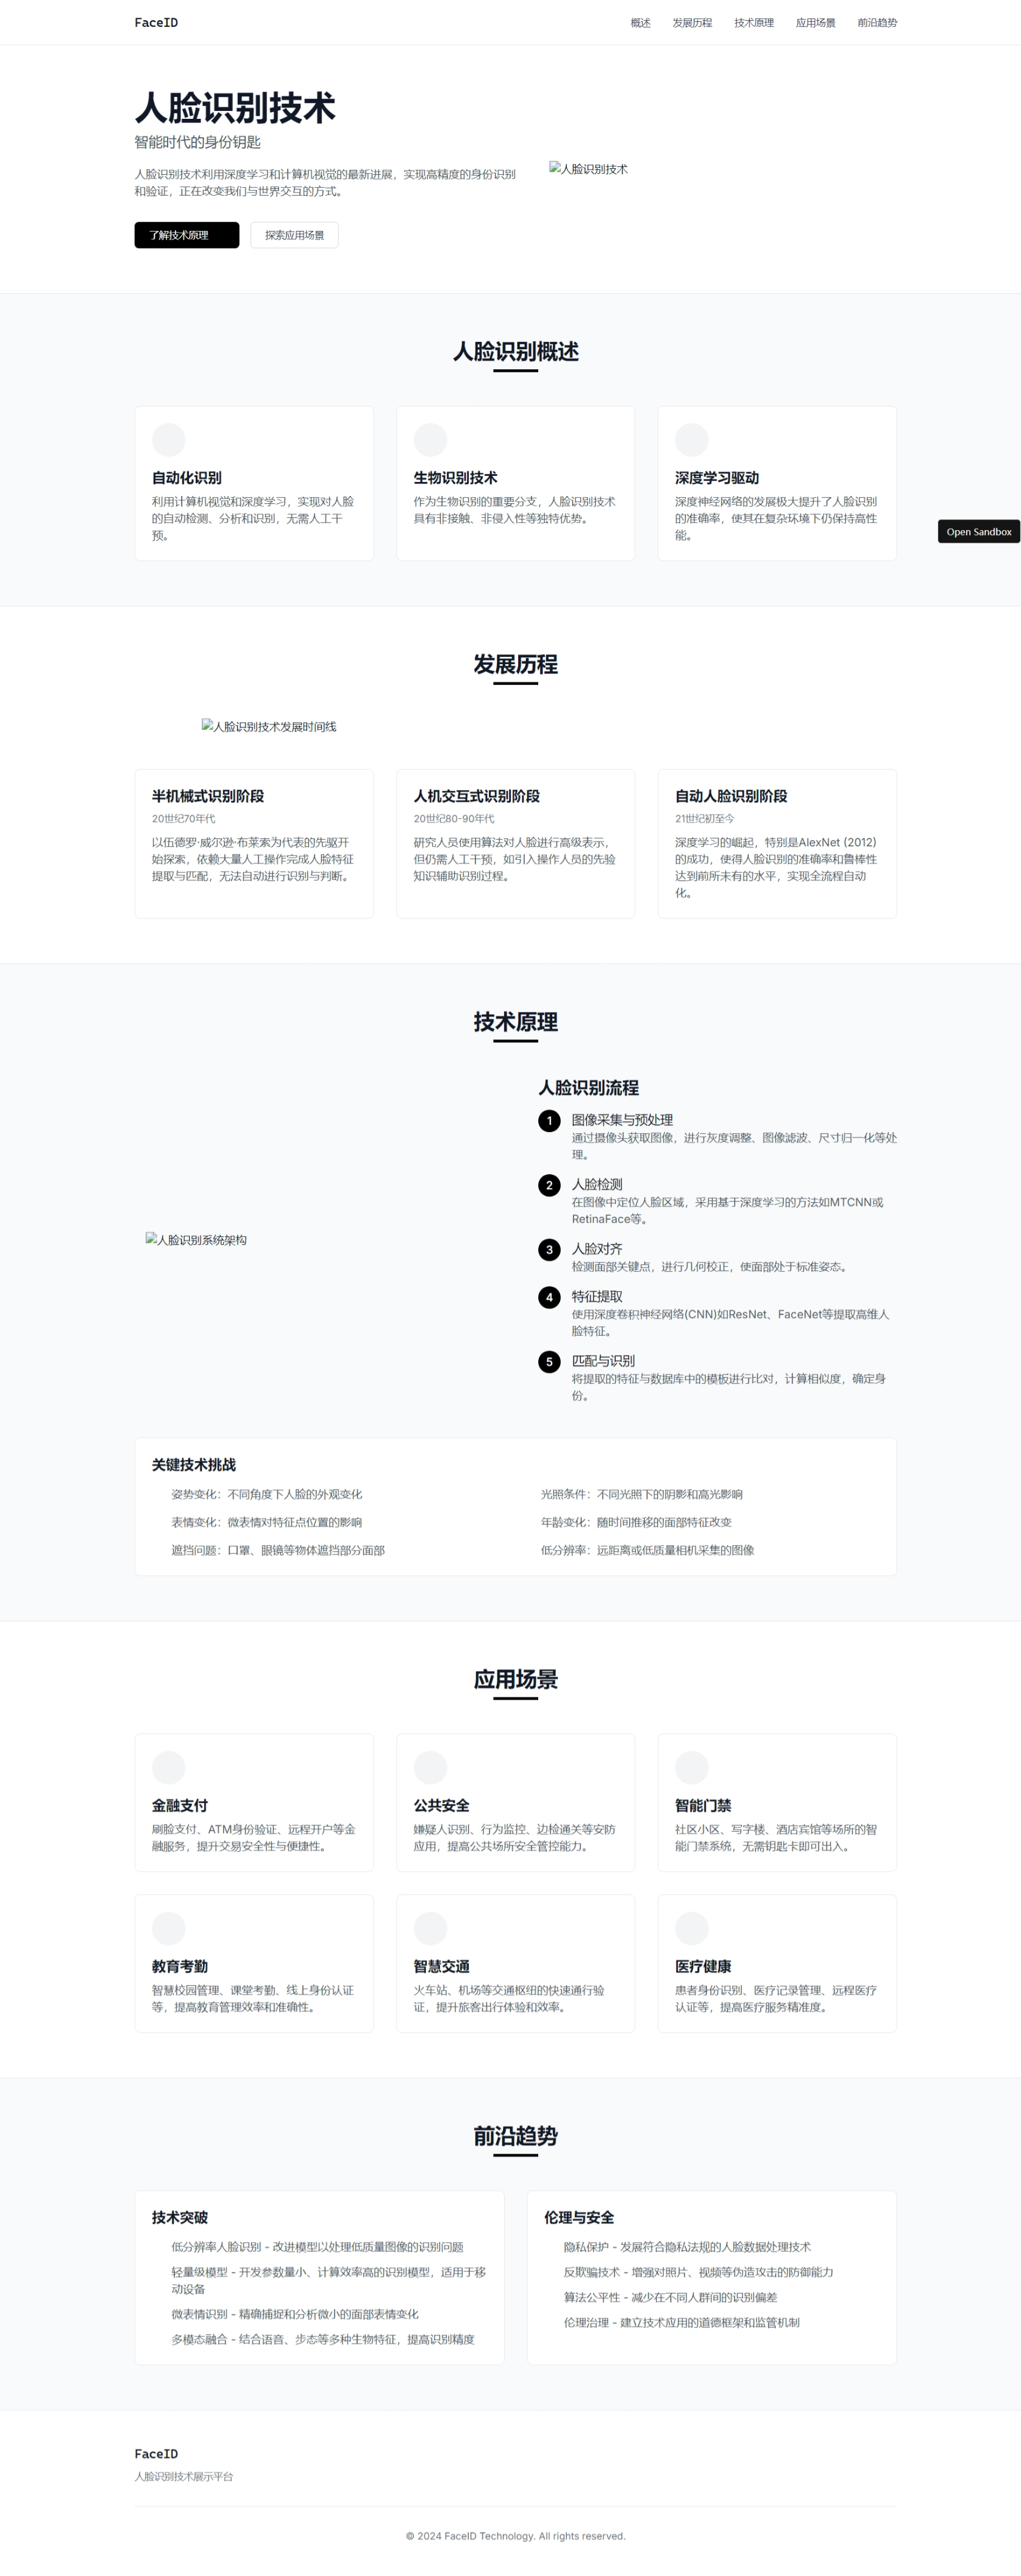 FaceID
概述
发展历程
技术原理
应用场景
前沿趋势
人脸识别技术
智能时代的身份钥匙
人脸识别技术利用深度学习和计算机视觉的最新进展，实现高精度的身份识别
和验证，正在改变我们与世界交互的方式。
人脸识别技术
了解技术原理
探索应用场景
人脸识别概述
自动化识别
利用计算机视觉和深度学习，实现对人脸
的自动检测、分析和识别，无需人工干
预。
生物识别技术
作为生物识别的重要分支，人脸识别技术
具有非接触、非侵入性等独特优势。
深度学习驱动
深度神经网络的发展极大提升了人脸识别
的准确率，使其在复杂环境下仍保持高性
能。
Open Sandbox
发展历程
人脸识别技术发展时间线
半机械式识别阶段
20世纪70年代
以伍德罗·威尔逊·布莱索为代表的先驱开
始探索，依赖大量人工操作完成人脸特征
提取与匹配，无法自动进行识别与判断。
人机交互式识别阶段
20世纪80-90年代
研究人员使用算法对人脸进行高级表示，
但仍需人工干预，如引入操作人员的先验
知识辅助识别过程。
自动人脸识别阶段
21世纪初至今
深度学习的崛起，特别是AlexNet (2012)
的成功，使得人脸识别的准确率和鲁棒性
达到前所未有的水平，实现全流程自动
化。
技术原理
人脸识别系统架构
人脸识别流程
1
图像采集与预处理
通过摄像头获取图像，进行灰度调整、图像滤波、尺寸归一化等处
理。
2
人脸检测
在图像中定位人脸区域，采用基于深度学习的方法如MTCNN或
RetinaFace等。
3
人脸对齐
检测面部关键点，进行几何校正，使面部处于标准姿态。
4
特征提取
使用深度卷积神经网络(CNN)如ResNet、FaceNet等提取高维人
脸特征。
5
匹配与识别
将提取的特征与数据库中的模板进行比对，计算相似度，确定身
份。
关键技术挑战
姿势变化：不同角度下人脸的外观变化
光照条件：不同光照下的阴影和高光影响
表情变化：微表情对特征点位置的影响
年龄变化：随时间推移的面部特征改变
遮挡问题：口罩、眼镜等物体遮挡部分面部
低分辨率：远距离或低质量相机采集的图像
应用场景
金融支付
刷脸支付、ATM身份验证、远程开户等金
融服务，提升交易安全性与便捷性。
公共安全
嫌疑人识别、行为监控、边检通关等安防
应用，提高公共场所安全管控能力。
智能门禁
社区小区、写字楼、酒店宾馆等场所的智
能门禁系统，无需钥匙卡即可出入。
教育考勤
智慧校园管理、课堂考勤、线上身份认证
等，提高教育管理效率和准确性。
智慧交通
火车站、机场等交通枢纽的快速通行验
证，提升旅客出行体验和效率。
医疗健康
患者身份识别、医疗记录管理、远程医疗
认证等，提高医疗服务精准度。
前沿趋势
技术突破
低分辨率人脸识别 - 改进模型以处理低质量图像的识别问题
轻量级模型 - 开发参数量小、计算效率高的识别模型，适用于移
动设备
微表情识别 - 精确捕捉和分析微小的面部表情变化
多模态融合 - 结合语音、步态等多种生物特征，提高识别精度
伦理与安全
隐私保护 - 发展符合隐私法规的人脸数据处理技术
反欺骗技术 - 增强对照片、视频等伪造攻击的防御能力
算法公平性 - 减少在不同人群间的识别偏差
伦理治理 - 建立技术应用的道德框架和监管机制
FaceID
人脸识别技术展示平台
© 2024 FaceID Technology. All rights reserved.